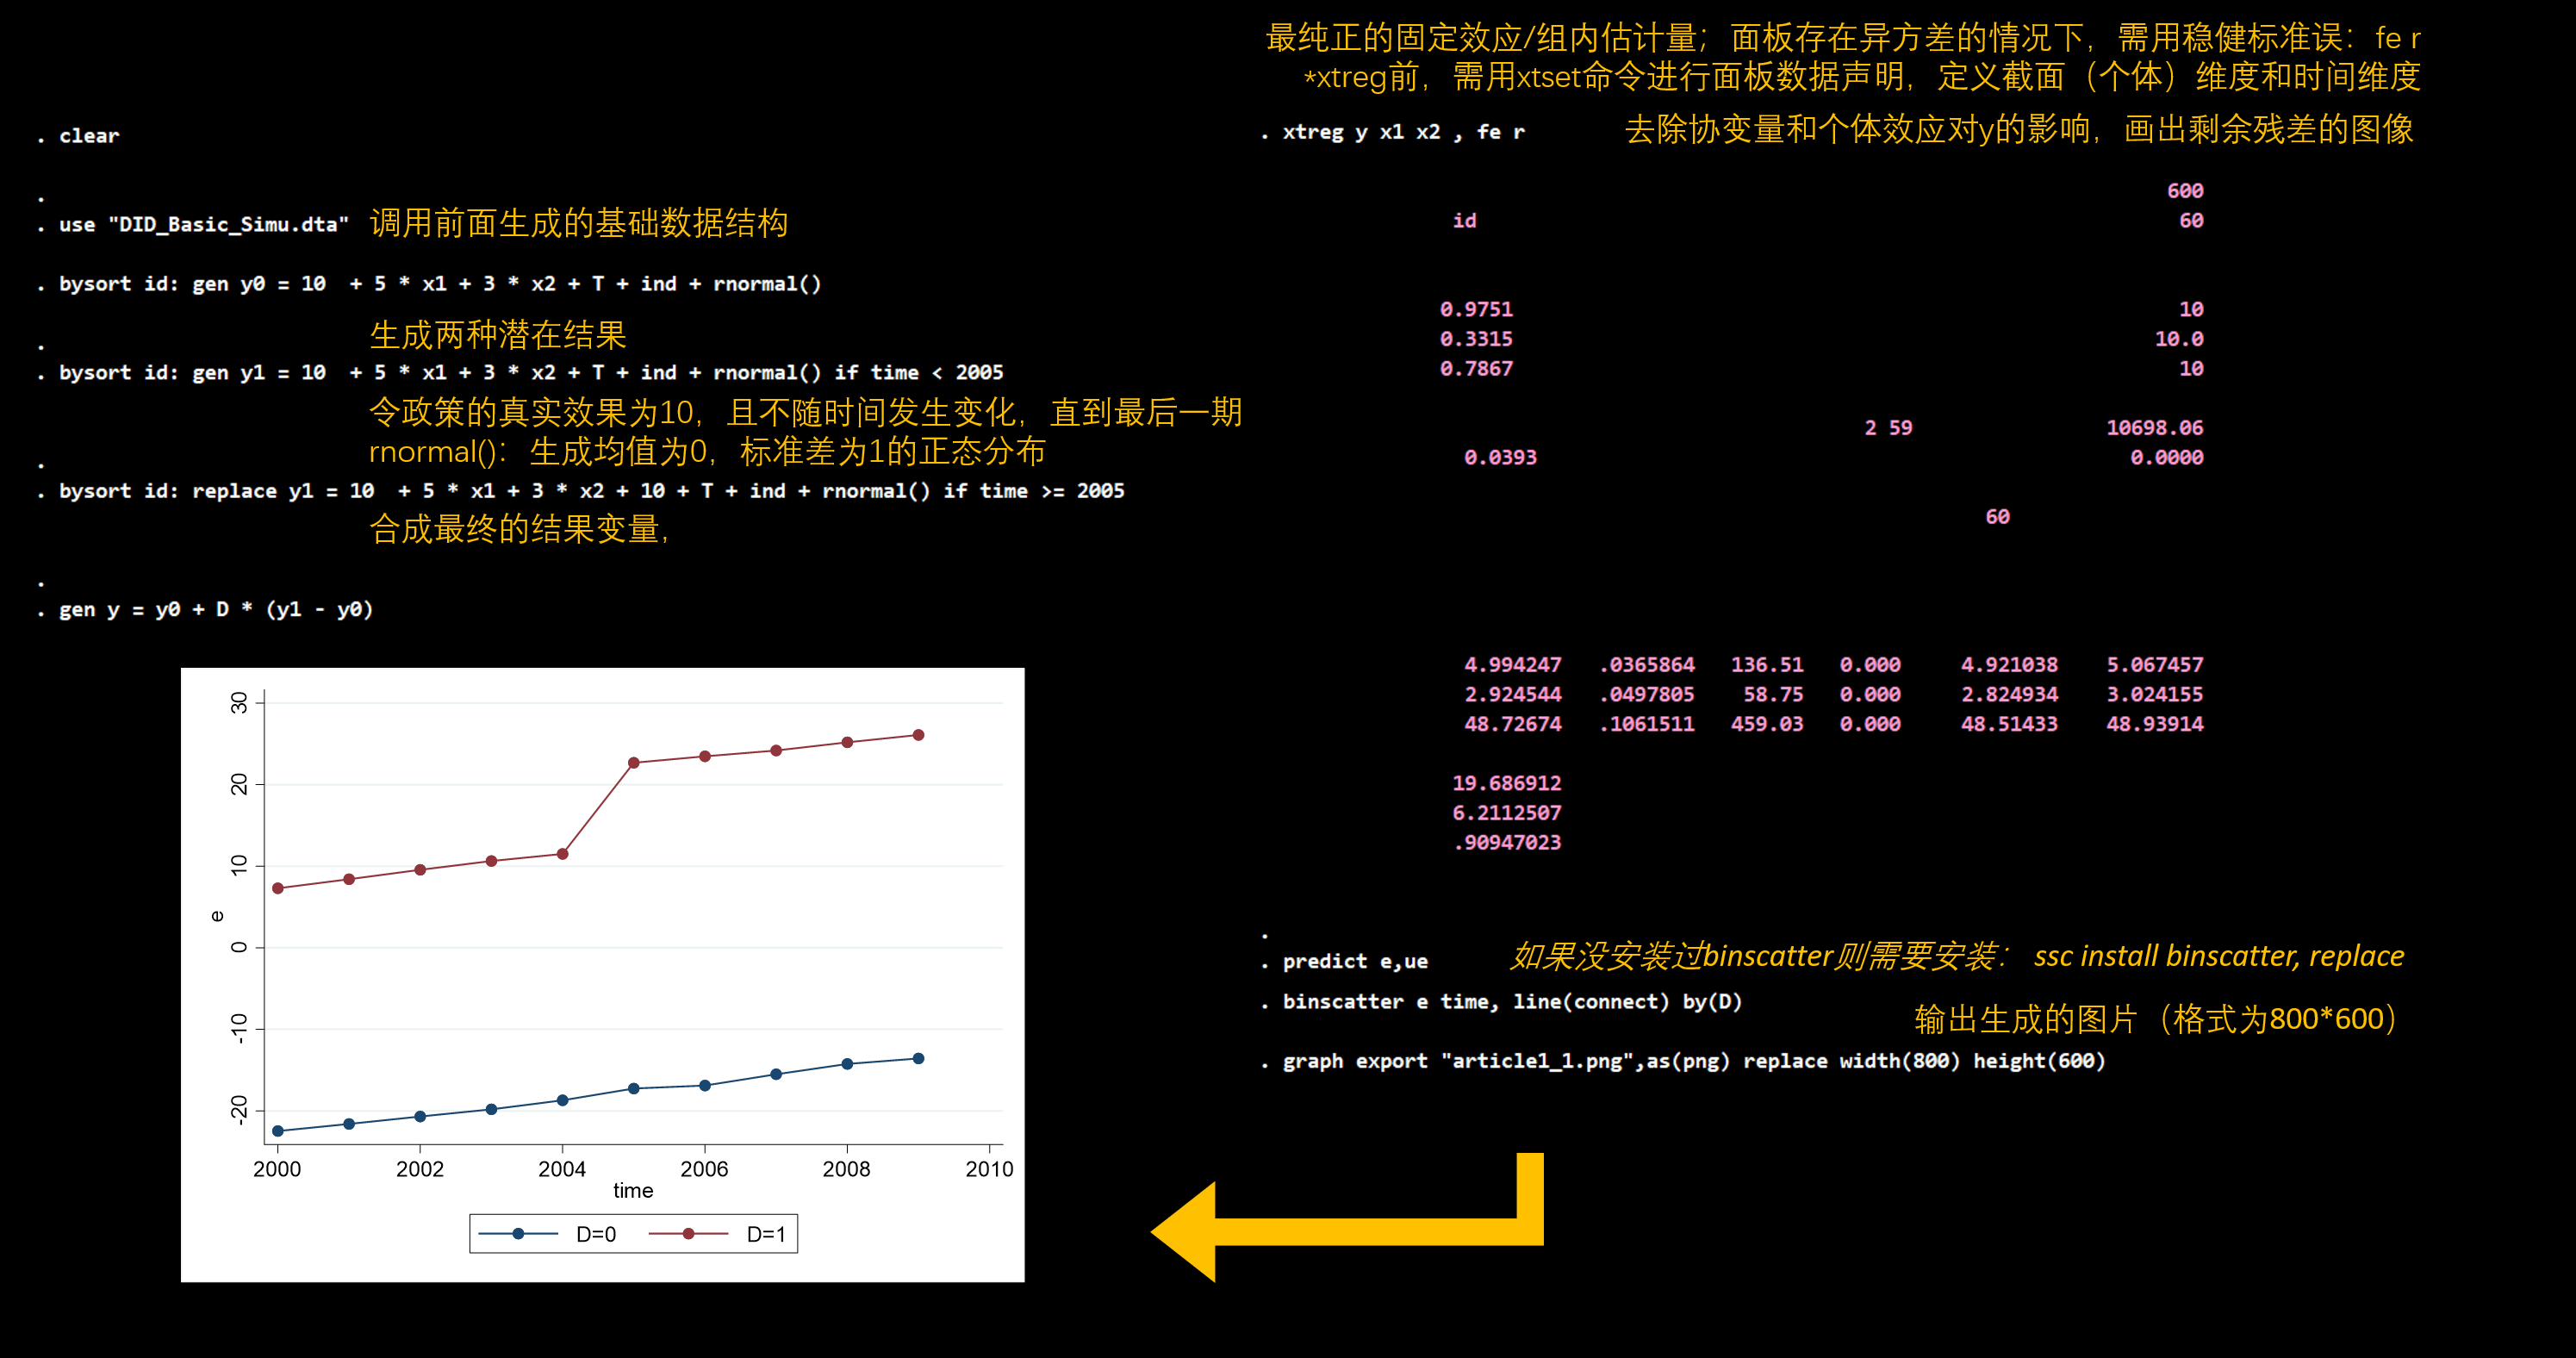 . clear
.
. use "DID_Basic_Simu.dta" 调用前面生成的基础数据结构
. bysort id: gen y0 = 10  + 5 * x1 + 3 * x2 + T + ind + rnormal()
生成两种潜在结果
.
. bysort id: gen y1 = 10  + 5 * x1 + 3 * x2 + T + ind + rnormal() if time < 2005
令政策的真实效果为10，且不随时间发生变化，直到最后一期
rnormal()：生成均值为0，标准差为1的正态分布
.
. bysort id: replace y1 = 10  + 5 * x1 + 3 * x2 + 10 + T + ind + rnormal() if time >= 2005
合成最终的结果变量,
.
. gen y = y0 + D * (y1 - y0)
30
20
10
0
-10
-20
e
2000 2002 2004 2006 2008 2010
time
D=0 D=1
最纯正的固定效应/组内估计量；面板存在异方差的情况下，需用稳健标准误：fe r
*xtreg前，需用xtset命令进行面板数据声明，定义截面（个体）维度和时间维度
. xtreg y x1 x2 , fe r 去除协变量和个体效应对y的影响，画出剩余残差的图像
600
id 60
0.9751 10
0.3315 10.0
0.7867 10
2 59 10698.06
0.0393 0.0000
60
4.994247 .0365864 136.51 0.000 4.921038 5.067457
2.924544 .0497805 58.75 0.000 2.824934 3.024155
48.72674 .1061511 459.03 0.000 48.51433 48.93914
19.686912
6.2112507
.90947023
.
. predict e,ue 如果没安装过binscatter则需要安装： ssc install binscatter, replace
. binscatter e time, line(connect) by(D)
输出生成的图片（格式为800*600）
. graph export "article1_1.png",as(png) replace width(800) height(600)